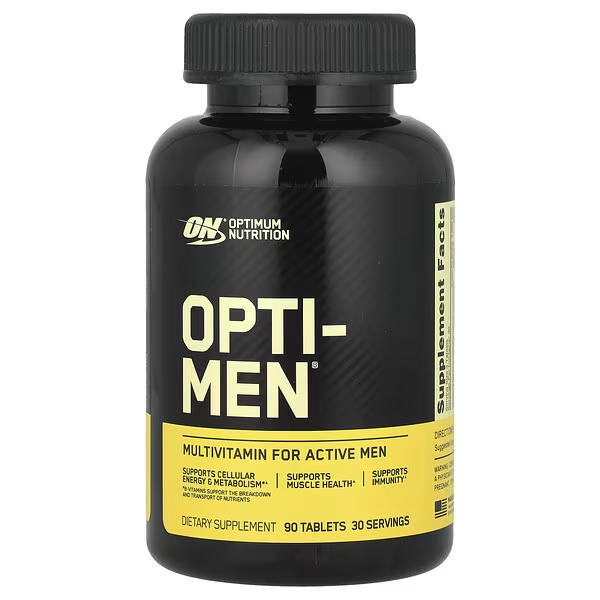 ON® OPTIMUM
NUTRITION
OPTI-
MEN®
MULTIVITAMIN FOR ACTIVE MEN
SUPPORTS CELLULAR
ENERGY & METABOLISM*^
*B-VITAMINS SUPPORT THE BREAKDOWN
AND TRANSPORT OF NUTRIENTS
SUPPORTS
MUSCLE HEALTH^
SUPPORTS
IMMUNITY^
DIETARY SUPPLEMENT 90 TABLETS 30 SERVINGS
Supplement Facts